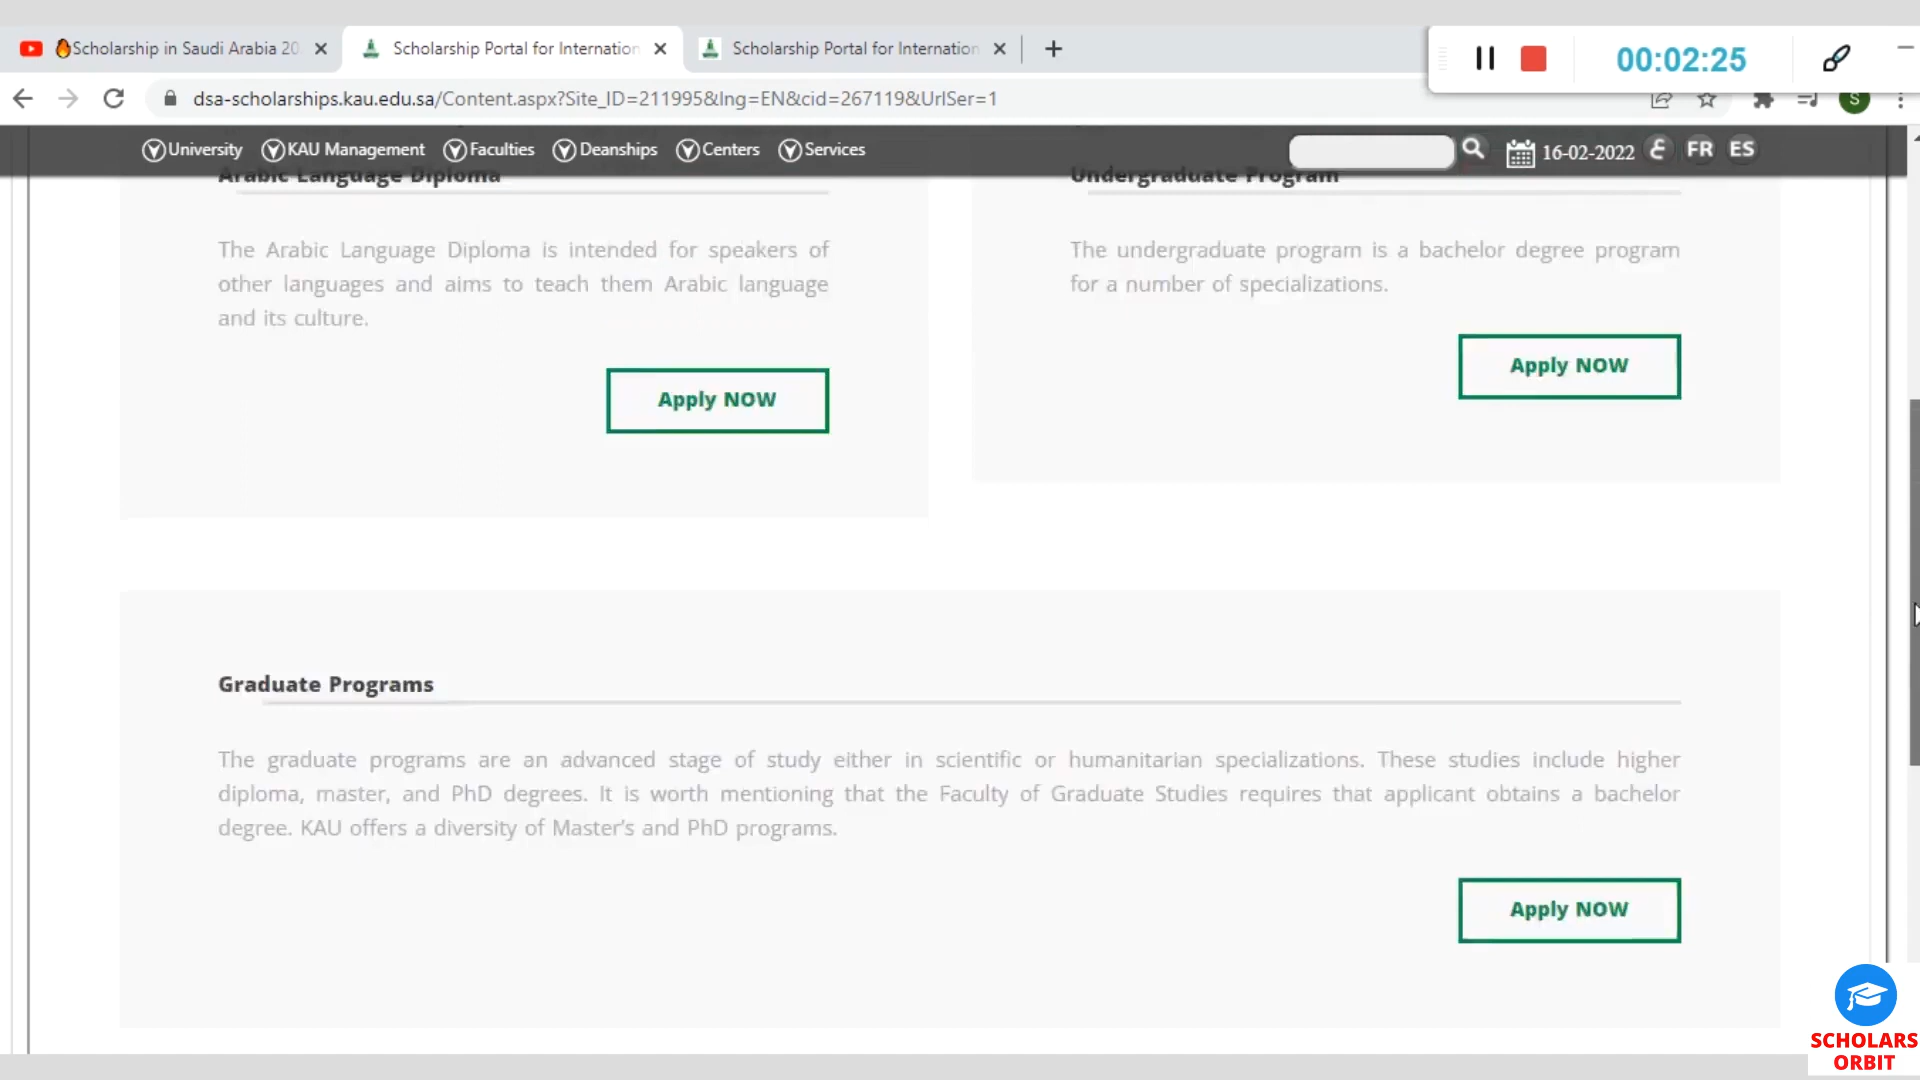 🔥Scholarship in Saudi Arabia 20
Scholarship Portal for Internation
Scholarship Portal for Internation
00:02:25
dsa-scholarships.kau.edu.sa/Content.aspx?Site_ID=211995&lng=EN&cid=267119&UrlSer=1
S
University
KAU Management
Faculties
Deanships
Centers
Services
16-02-2022
ع
FR
ES
Arabic Language Diploma
The Arabic Language Diploma is intended for speakers of
other languages and aims to teach them Arabic language
and its culture.
Apply NOW
Undergraduate Program
The undergraduate program is a bachelor degree program
for a number of specializations.
Apply NOW
Graduate Programs
The graduate programs are an advanced stage of study either in scientific or humanitarian specializations. These studies include higher
diploma, master, and PhD degrees. It is worth mentioning that the Faculty of Graduate Studies requires that applicant obtains a bachelor
degree. KAU offers a diversity of Master's and PhD programs.
Apply NOW
SCHOLARS
ORBIT